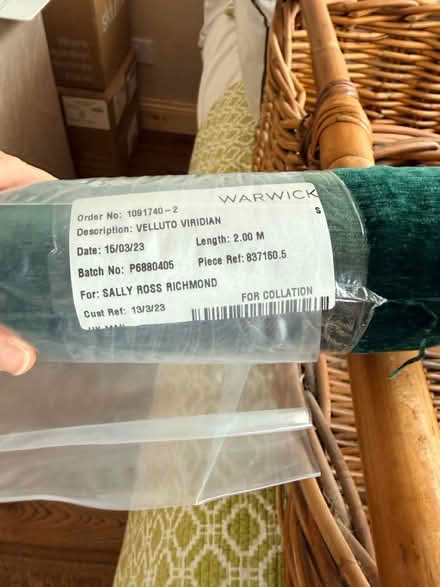 WARWICK
S
Order No: 1091740-2
Description: VELLUTO VIRIDIAN
Date: 15/03/23 Length: 2.00 M
Batch No: P6880405 Piece Ref: 837160.5
For: SALLY ROSS RICHMOND
Cust Ref: 13/3/23 FOR COLLATION